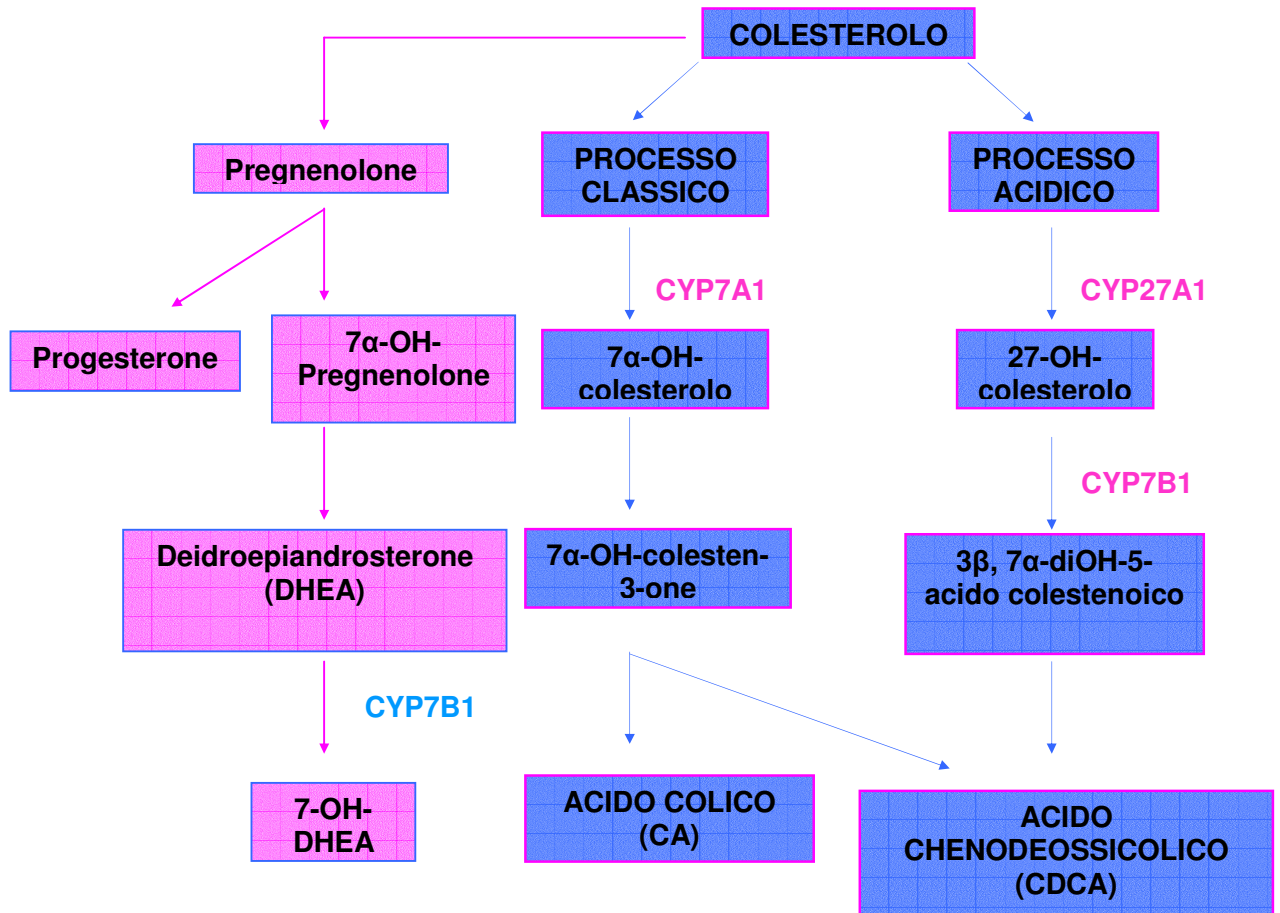 COLESTEROLO
Pregnenolone
PROCESSO
CLASSICO
PROCESSO
ACIDICO
CYP7A1
CYP27A1
Progesterone
7α-OH-
Pregnenolone
7α-OH-
colesterolo
27-OH-
colesterolo
CYP7B1
Deidroepiandrosterone
(DHEA)
7α-OH-colesten-
3-one
3β, 7α-diOH-5-
acido colestenoico
CYP7B1
7-OH-
DHEA
ACIDO COLICO
(CA)
ACIDO
CHENODEOSSICOLICO
(CDCA)